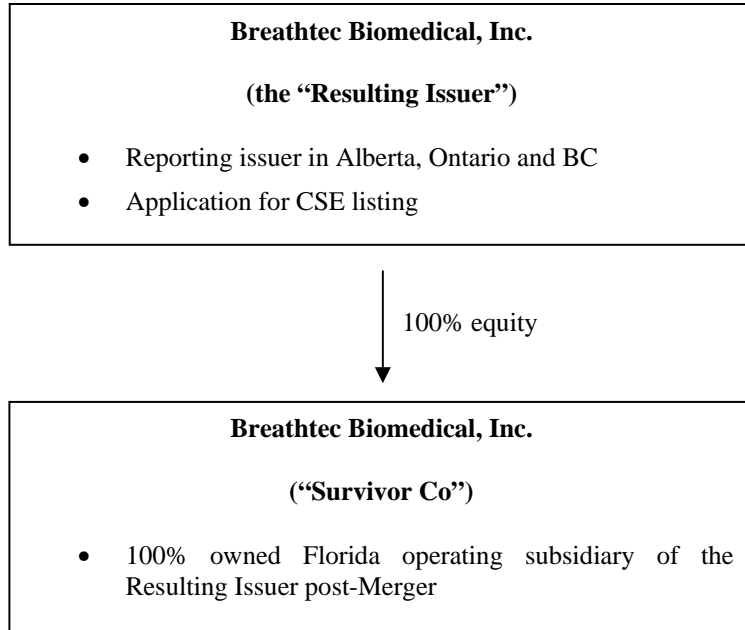 Breathtec Biomedical, Inc.
(the “Resulting Issuer”)
• Reporting issuer in Alberta, Ontario and BC
• Application for CSE listing
100% equity
Breathtec Biomedical, Inc.
(“Survivor Co”)
• 100% owned Florida operating subsidiary of the
Resulting Issuer post-Merger